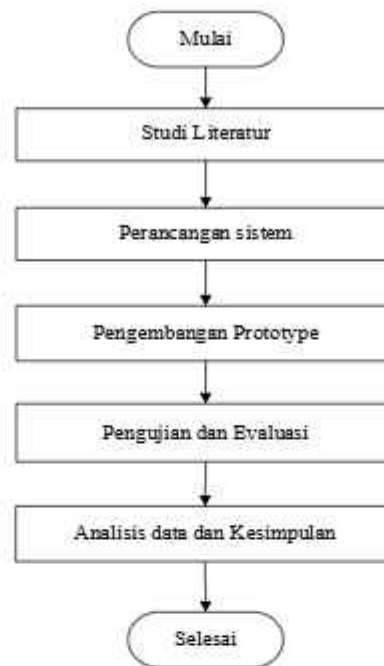 Mulai
Studi Literatur
Perancangan sistem
Pengembangan Prototype
Pengujian dan Evaluasi
Analisis data dan Kesimpulan
Selesai